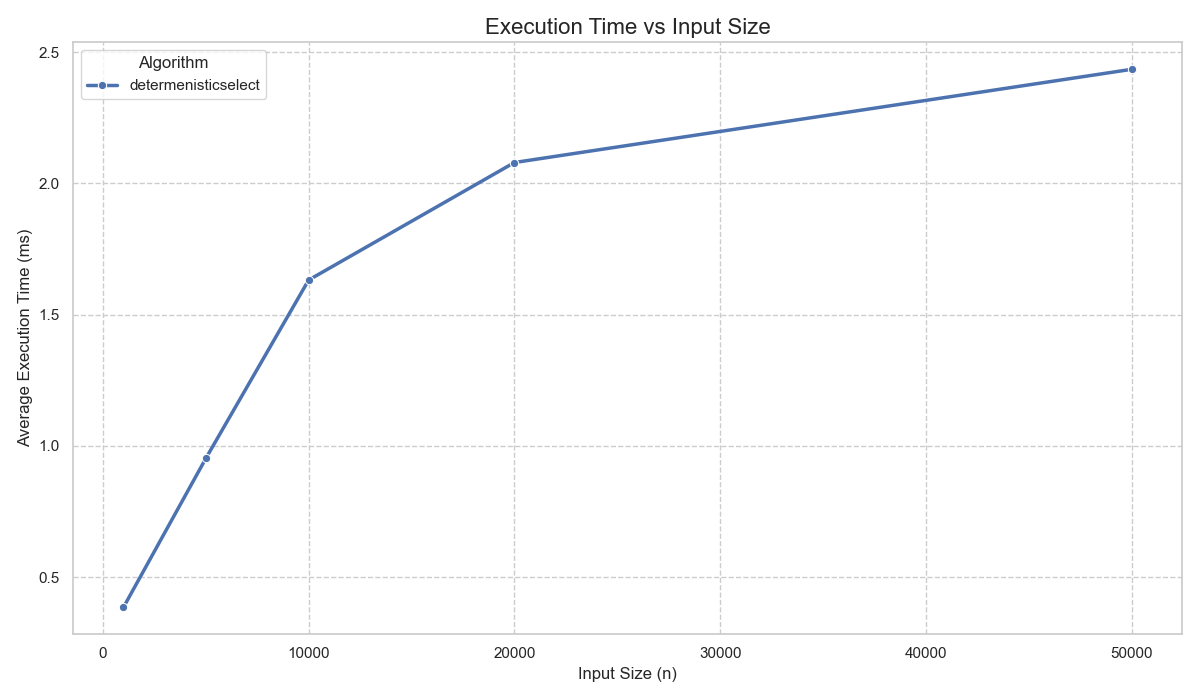 Execution Time vs Input Size
Algorithm
determenisticselect
Average Execution Time (ms)
2.5
2.0
1.5
1.0
0.5
0
10000
20000
30000
40000
50000
Input Size (n)